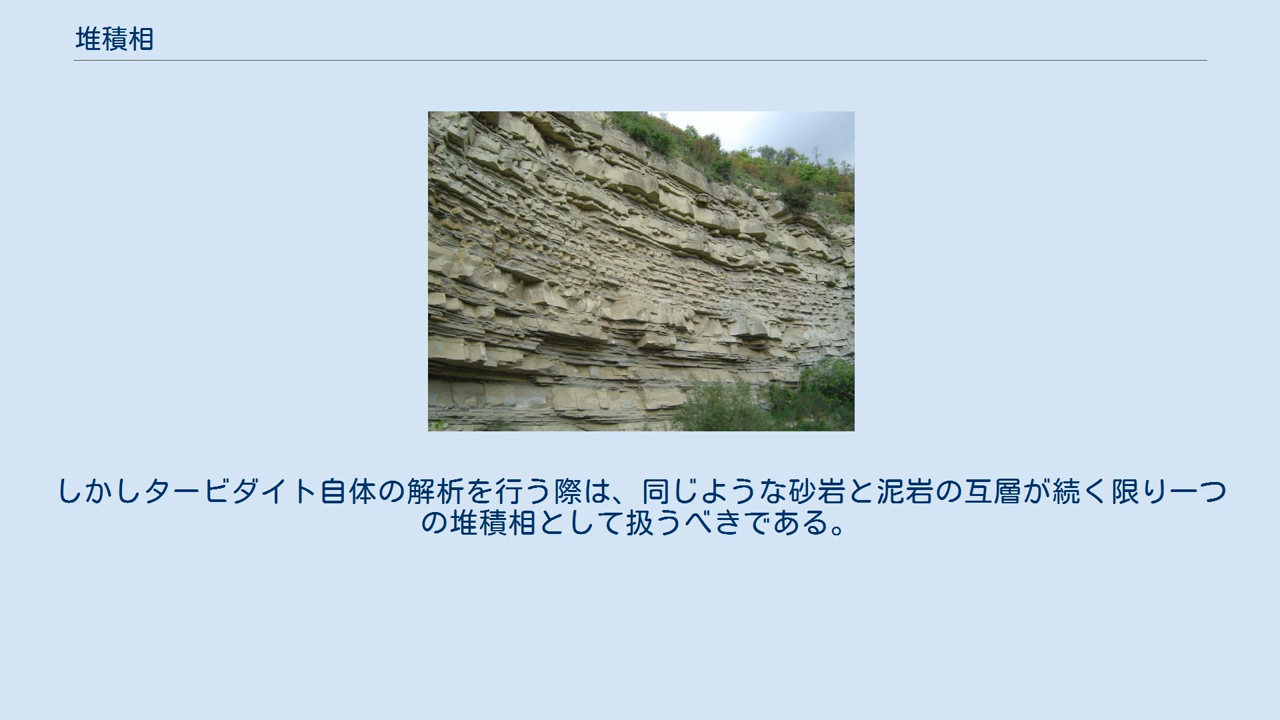 堆積相
しかしタービダイト自体の解析を行う際は、同じような砂岩と泥岩の互層が続く限り一つ
の堆積相として扱うべきである。